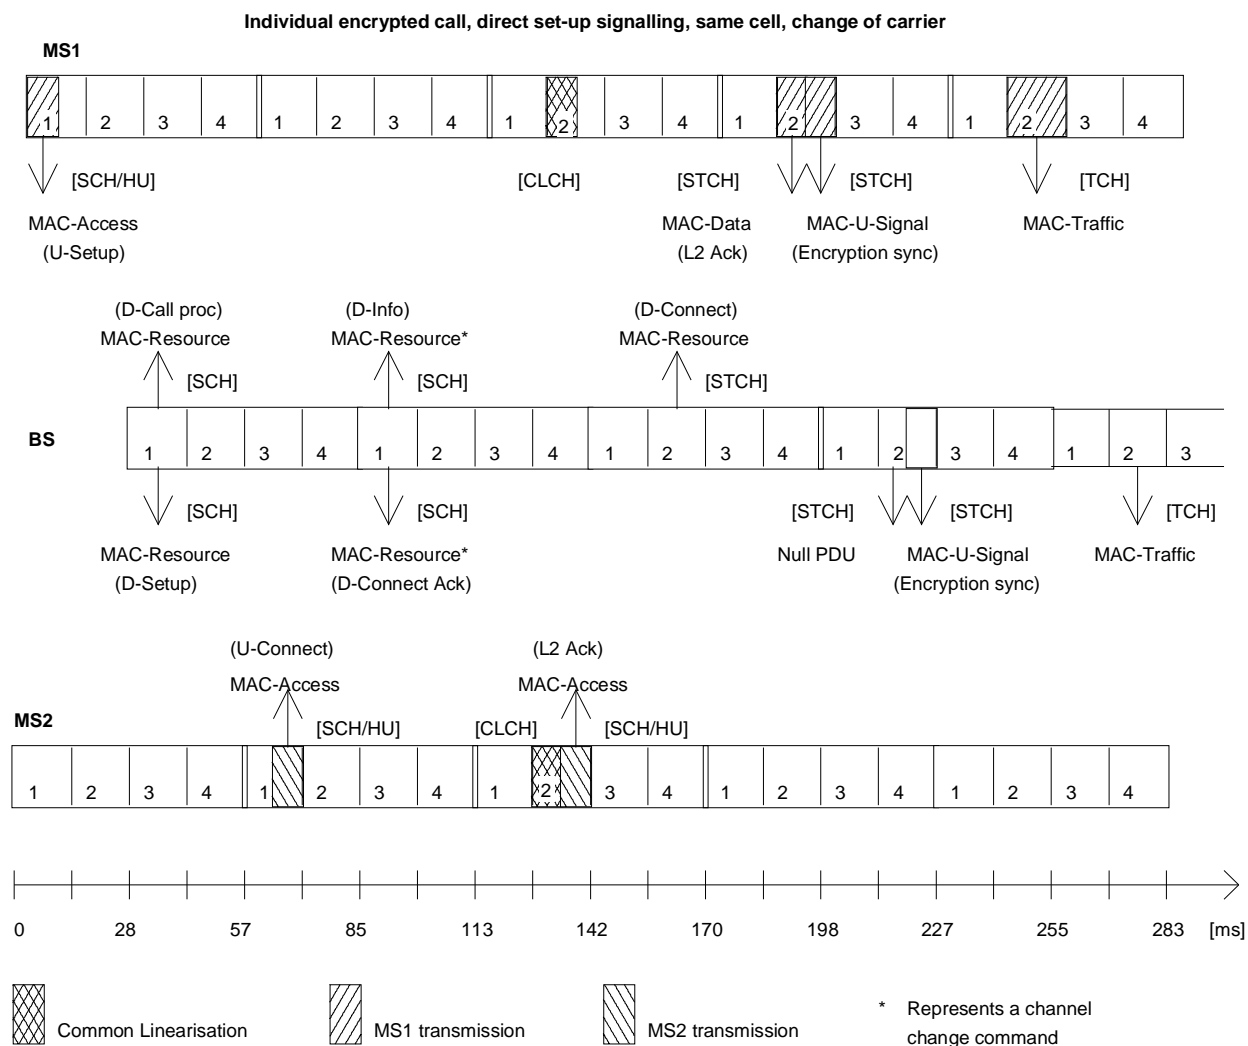 Individual encrypted call, direct set-up signalling, same cell, change of carrier
MS1
1 2 3 4 1 2 3 4 1 2 3 4 1 2 3 4 1 2 3 4
[SCH/HU] [CLCH] [STCH] [STCH] [TCH]
MAC-Access MAC-Data MAC-U-Signal MAC-Traffic
(U-Setup) (L2 Ack) (Encryption sync)
(D-Call proc) (D-Info) (D-Connect)
MAC-Resource MAC-Resource* MAC-Resource
[SCH] [SCH] [STCH]
BS
1 2 3 4 1 2 3 4 1 2 3 4 1 2 3 4 1 2 3
[SCH] [SCH] [STCH] [STCH] [TCH]
MAC-Resource MAC-Resource* Null PDU MAC-U-Signal MAC-Traffic
(D-Setup) (D-Connect Ack) (Encryption sync)
(U-Connect) (L2 Ack)
MAC-Access MAC-Access
MS2
[SCH/HU] [CLCH] [SCH/HU]
1 2 3 4 1 2 3 4 1 2 3 4 1 2 3 4 1 2 3 4
0 28 57 85 113 142 170 198 227 255 283 [ms]
Common Linearisation MS1 transmission MS2 transmission
* Represents a channel
change command